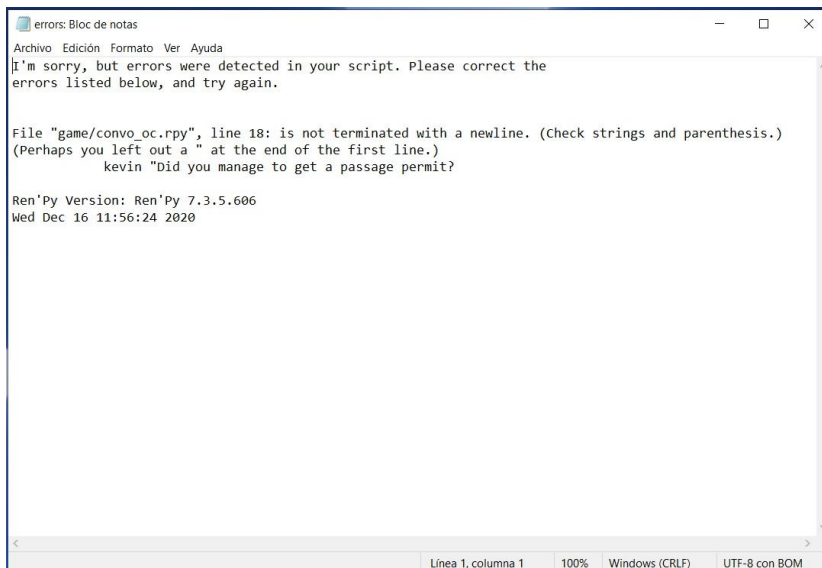 errors: Bloc de notas
Archivo Edición Formato Ver Ayuda
I'm sorry, but errors were detected in your script. Please correct the
errors listed below, and try again.
File "game/convo_oc.rpy", line 18: is not terminated with a newline. (Check strings and parenthesis.)
(Perhaps you left out a " at the end of the first line.)
kevin "Did you manage to get a passage permit?
Ren'Py Version: Ren'Py 7.3.5.606
Wed Dec 16 11:56:24 2020
Línea 1, columna 1 100% Windows (CRLF) UTF-8 con BOM